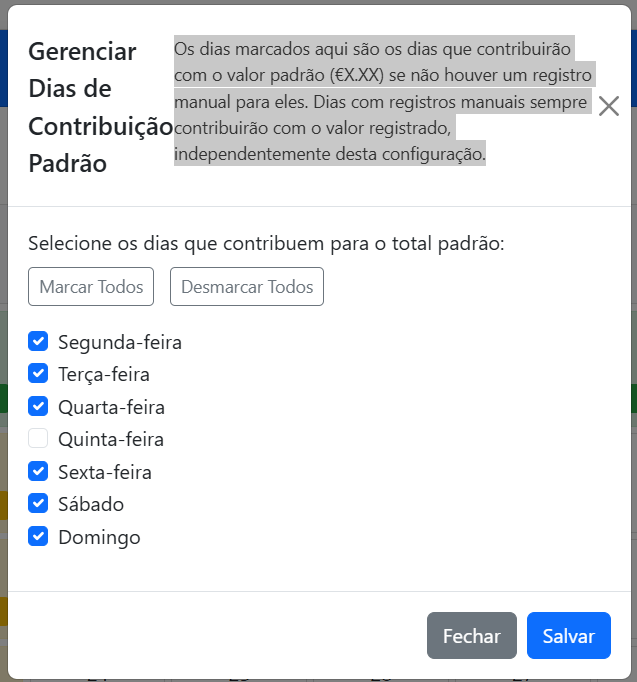 Gerenciar
Dias de
Contribuição
Padrão
Os dias marcados aqui são os dias que contribuirão
com o valor padrão (€X.XX) se não houver um registro
manual para eles. Dias com registros manuais sempre
contribuirão com o valor registrado,
independentemente desta configuração.
Selecione os dias que contribuem para o total padrão:
Marcar Todos
Desmarcar Todos
Segunda-feira
Terça-feira
Quarta-feira
Quinta-feira
Sexta-feira
Sábado
Domingo
Fechar
Salvar